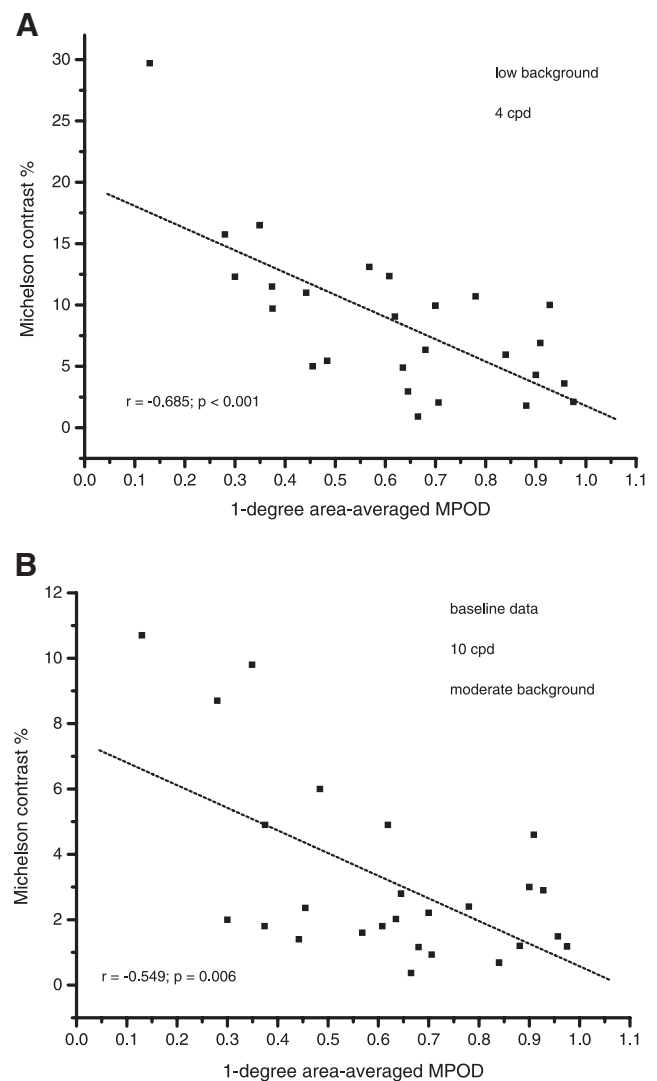 A
Michelson contrast %
30
25
20
15
10
5
0
low background
4 cpd
r = -0.685; p < 0.001
0.0 0.1 0.2 0.3 0.4 0.5 0.6 0.7 0.8 0.9 1.0 1.1
1-degree area-averaged MPOD
B
Michelson contrast %
12
10
8
6
4
2
0
baseline data
10 cpd
moderate background
r = -0.549; p = 0.006
0.0 0.1 0.2 0.3 0.4 0.5 0.6 0.7 0.8 0.9 1.0 1.1
1-degree area-averaged MPOD